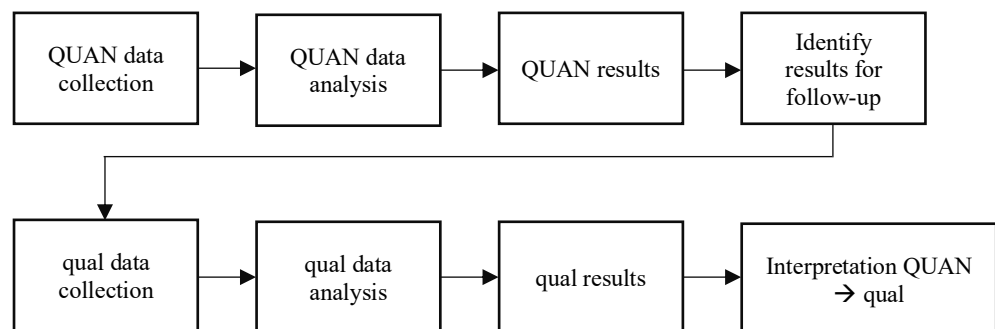 QUAN data
collection
QUAN data
analysis
QUAN results
Identify
results for
follow-up
qual data
collection
qual data
analysis
qual results
Interpretation QUAN
→ qual